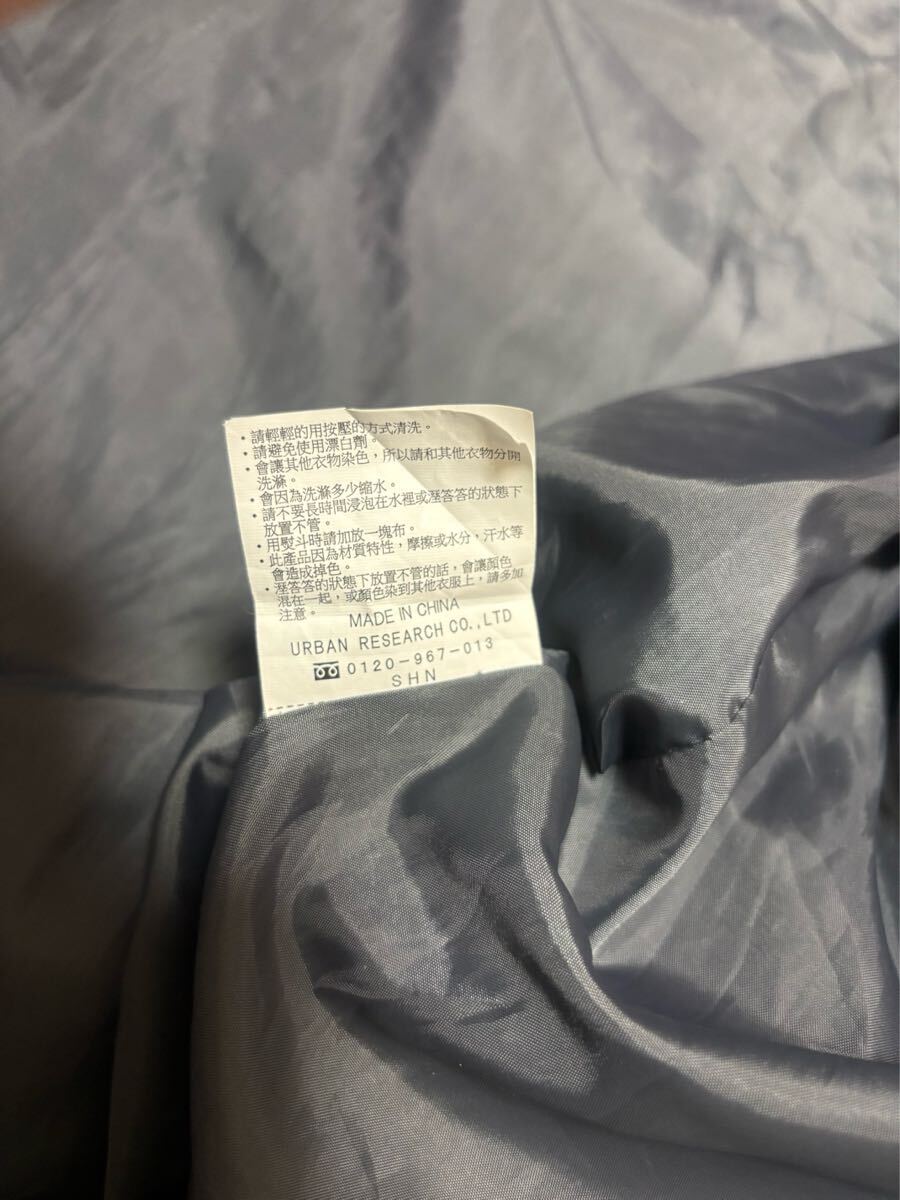 ・請輕輕的用按壓的方式清洗。
・請避免使用漂白劑。
・會讓其他衣物染色，所以請和其他衣物分開
洗滌。
・會因為洗滌多少縮水。
・請不要長時間浸泡在水裡或溼答答的狀態下
放置不管。
・用熨斗時請加放一塊布。
・此產品因為材質特性，摩擦或水分，汗水等
會造成掉色。
・溼答答的狀態下放置不管的話，會讓顏色
混在一起，或顏色染到其他衣服上，請多加
注意。
MADE IN CHINA
URBAN RESEARCH CO.,LTD
0120-967-013
SHN